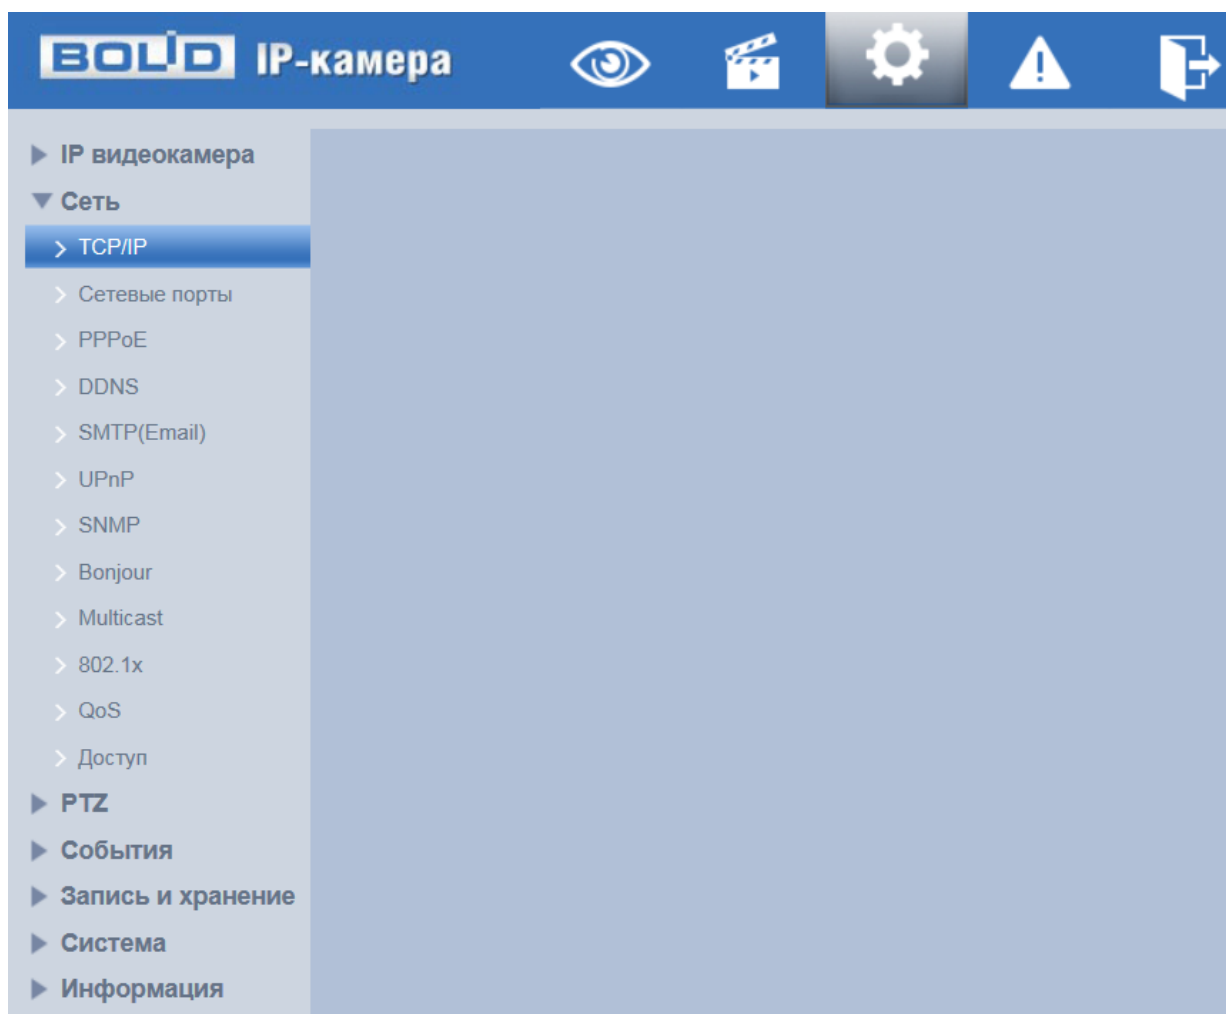 BOLID IP-камера
IP видеокамера
Сеть
TCP/IP
Сетевые порты
PPPoE
DDNS
SMTP(Email)
UPnP
SNMP
Bonjour
Multicast
802.1x
QoS
Доступ
PTZ
События
Запись и хранение
Система
Информация